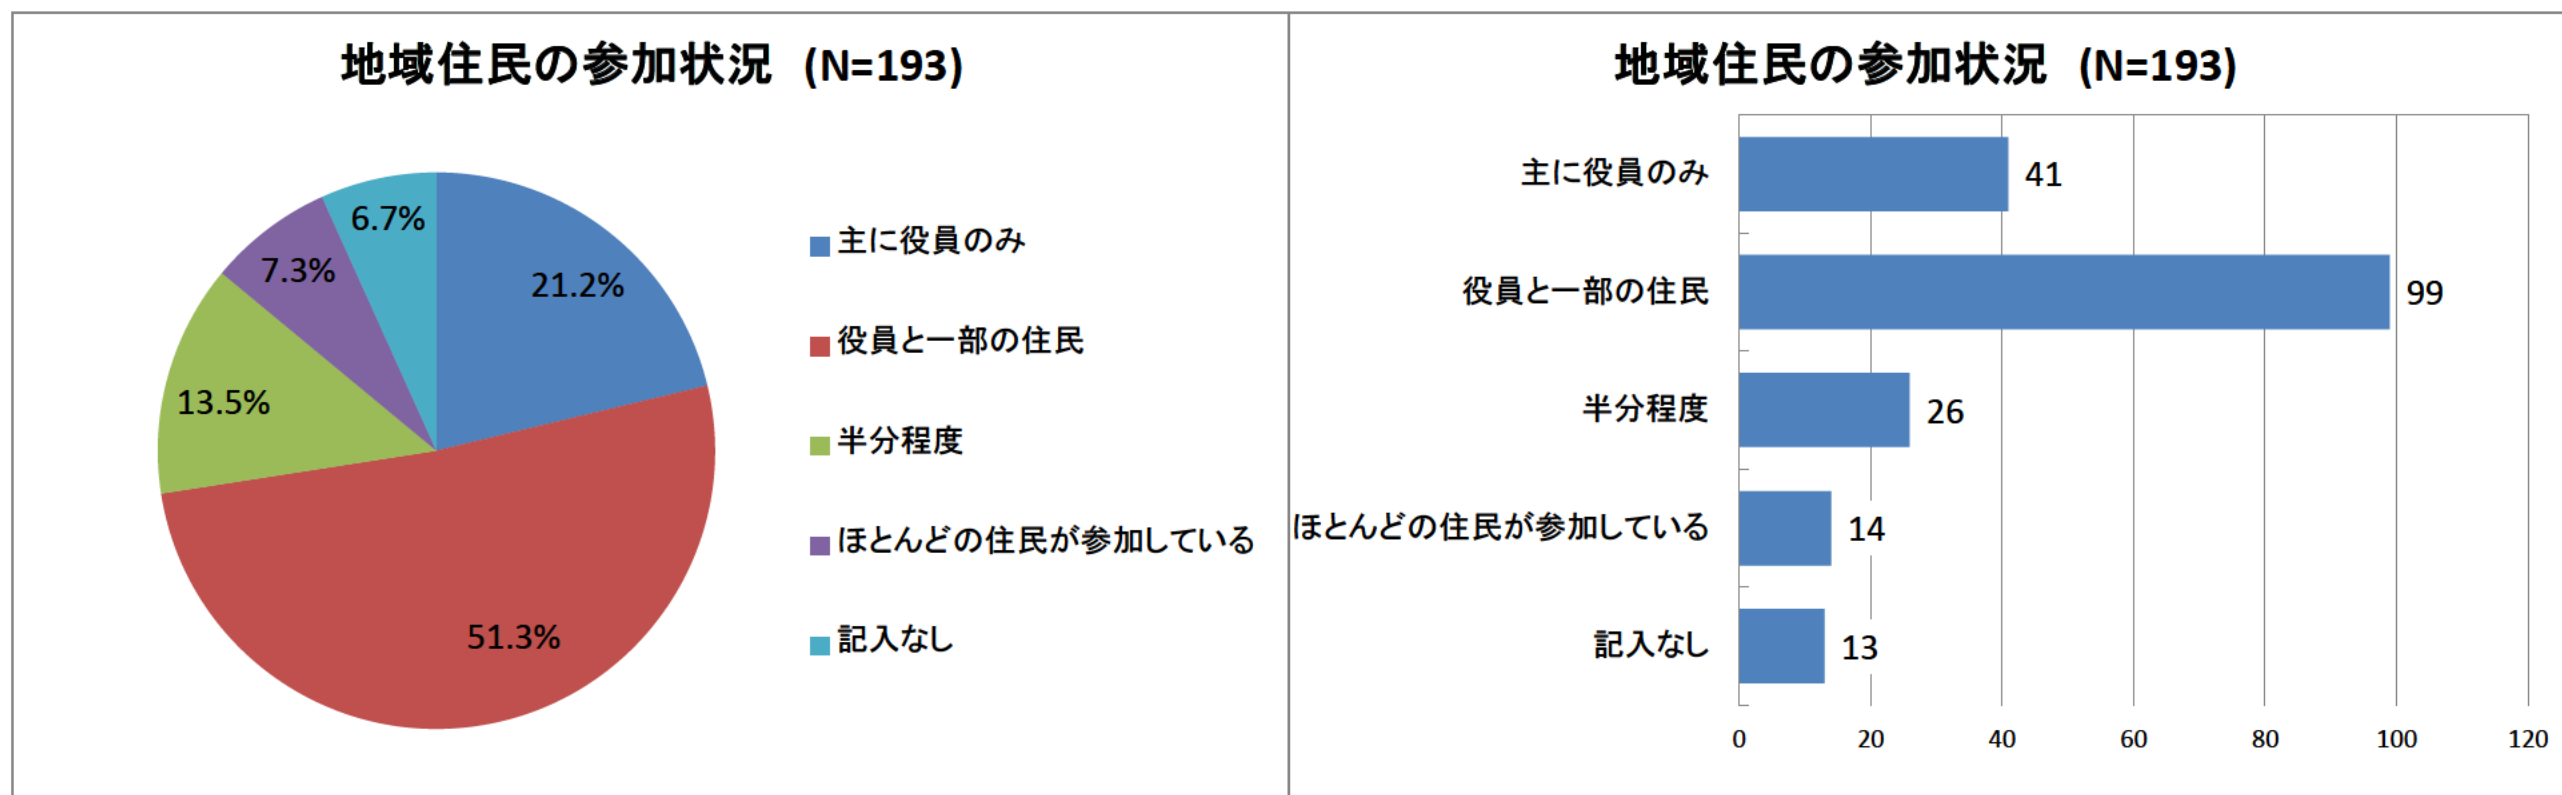 地域住民の参加状況 (N=193)
6.7%
7.3%
21.2%
13.5%
51.3%
主に役員のみ
役員と一部の住民
半分程度
ほとんどの住民が参加している
記入なし
地域住民の参加状況 (N=193)
主に役員のみ 41
役員と一部の住民 99
半分程度 26
ほとんどの住民が参加している 14
記入なし 13
0 20 40 60 80 100 120